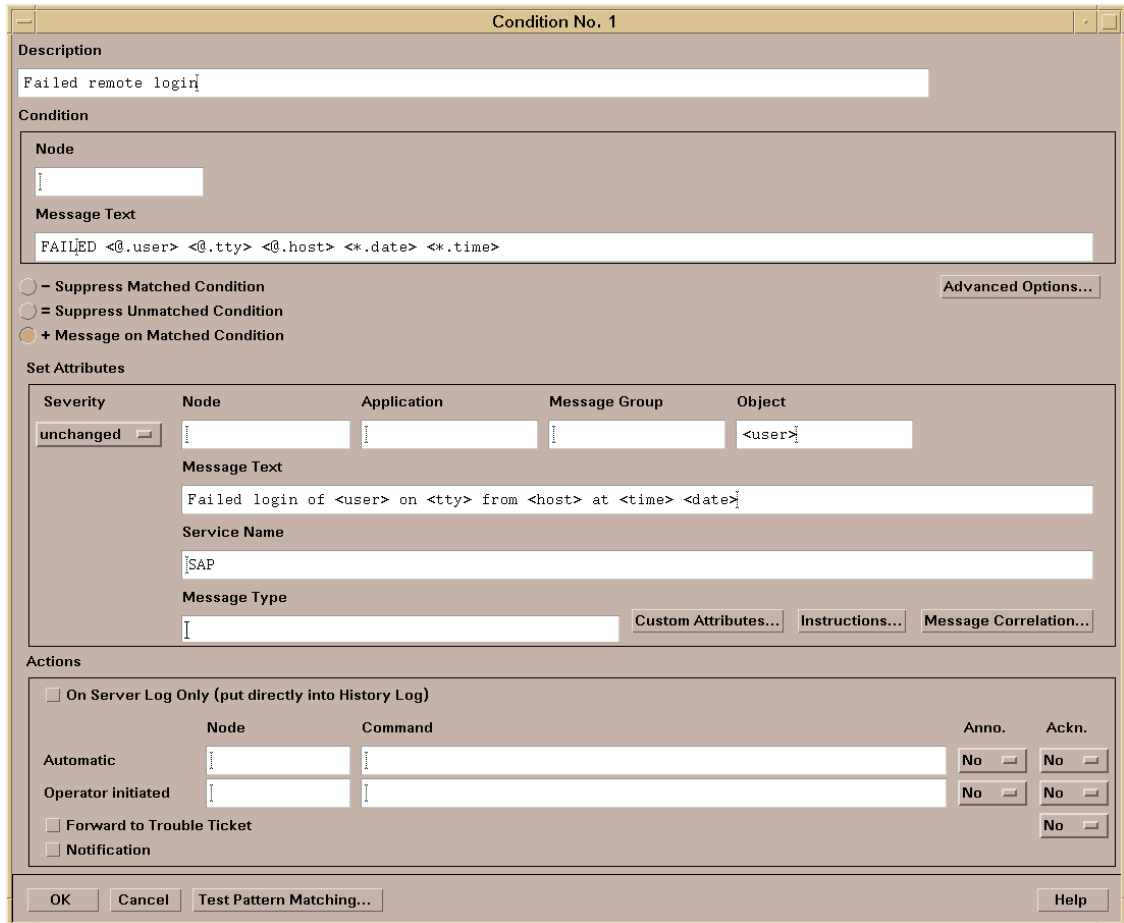 Condition No. 1
Description
Failed remote login
Condition
Node
Message Text
FAILED <@.user> <@.tty> <@.host> <*.date> <*.time>
- Suppress Matched Condition
Advanced Options...
= Suppress Unmatched Condition
+ Message on Matched Condition
Set Attributes
Severity Node Application Message Group Object
unchanged <user>
Message Text
Failed login of <user> on <tty> from <host> at <time> <date>
Service Name
SAP
Message Type
Custom Attributes... Instructions... Message Correlation...
Actions
On Server Log Only (put directly into History Log)
Node Command Anno. Ackn.
Automatic No No
Operator initiated No No
Forward to Trouble Ticket No
Notification
OK Cancel Test Pattern Matching... Help